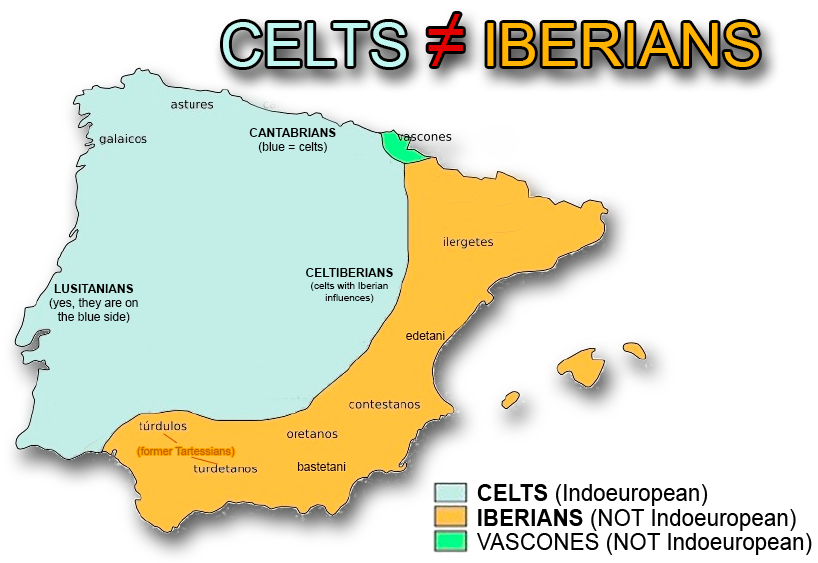 CELTS ≠ IBERIANS
astures
galaicos
CANTABRIANS
(blue = celts)
vascones
ilergetes
CELTIBERIANS
(celts with Iberian
influences)
LUSITANIANS
(yes, they are on
the blue side)
edetani
contestanos
túrdulos
oretanos
(former Tartessians)
turdetanos
bastetani
CELTS (Indoeuropean)
IBERIANS (NOT Indoeuropean)
VASCONES (NOT Indoeuropean)